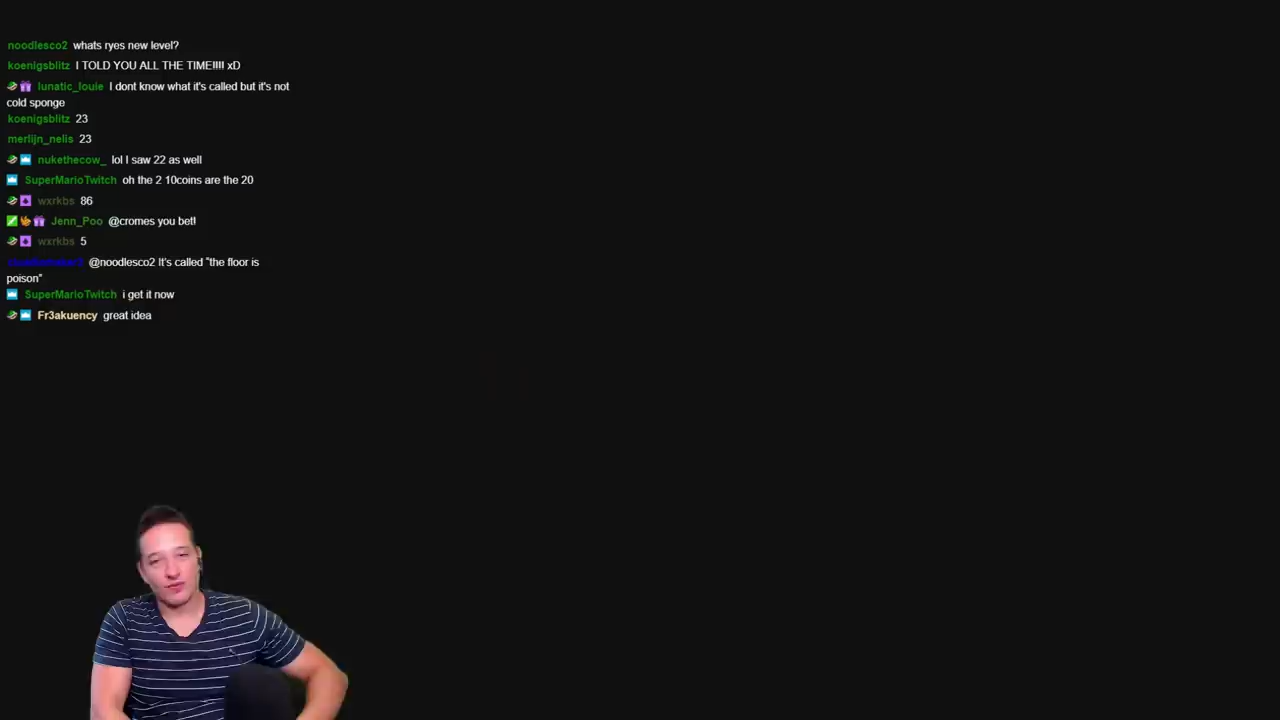 noodlesco2 whats ryes new level?
koenigsblitz I TOLD YOU ALL THE TIME!!!! xD
lunatic_louie I dont know what it's called but it's not
cold sponge
koenigsblitz 23
merlijn_nelis 23
nukethecow_ lol I saw 22 as well
SuperMarioTwitch oh the 2 10coins are the 20
wxrkbs 86
Jenn_Poo @cromes you bet!
wxrkbs 5
@noodlesco2 It's called "the floor is
poison"
SuperMarioTwitch i get it now
Fr3akuency great idea